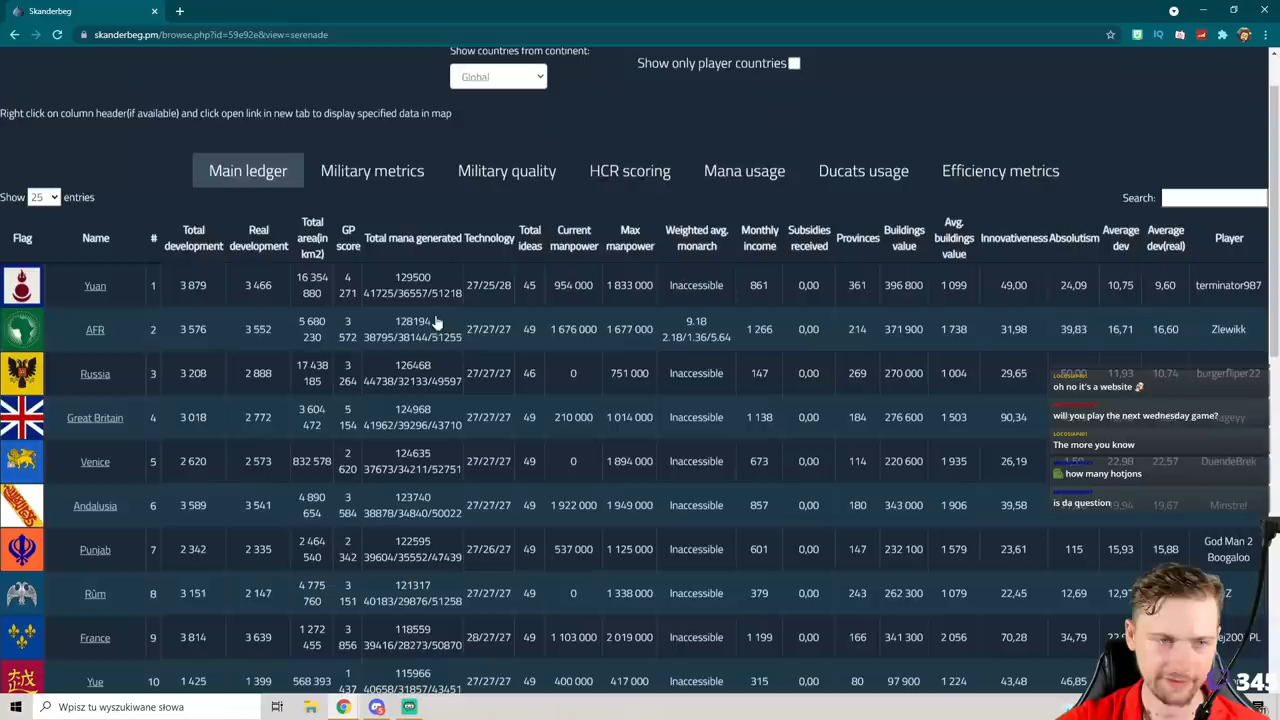 Skanderbeg
skanderbeg.pm/browse.php?id=59e92e&view=serenade
Show countries from continent:
Global
Show only player countries
Right click on column header(if available) and click open link in new tab to display specified data in map
Main ledger Military metrics Military quality HCR scoring Mana usage Ducats usage Efficiency metrics
Show 25 entries Search:
Flag Name # Total development Real development Total area(in km2) GP score Total mana generated Technology Total ideas Current manpower Max manpower Weighted avg. monarch Monthly income Subsidies received Provinces Buildings value Avg. buildings value Innovativeness Absolutism Average dev Average dev(real) Player
Yuan 1 3 879 3 466 16 354 880 4 271 129500 41725/36557/51218 27/25/28 45 954 000 1 833 000 Inaccessible 861 0,00 361 396 800 1 099 49,00 24,09 10,75 9,60 terminator987
AFR 2 3 576 3 552 5 680 230 3 572 128194 38795/38144/51255 27/27/27 49 1 676 000 1 677 000 9.18 2.18/1.36/5.64 1 266 0,00 214 371 900 1 738 31,98 39,83 16,71 16,60 Zlewikk
Russia 3 3 208 2 888 17 438 185 3 264 126468 44738/32133/49597 27/27/27 46 0 751 000 Inaccessible 147 0,00 269 270 000 1 004 29,65 11,93 10,74 burgerfliper22
oh no it's a website
Great Britain 4 3 018 2 772 3 604 472 5 154 124968 41962/39296/43710 27/27/27 49 210 000 1 014 000 Inaccessible 1 138 0,00 184 276 600 1 503 90,34
will you play the next wednesday game?
The more you know
Venice 5 2 620 2 573 832 578 2 620 124635 37673/34211/52751 27/27/27 49 0 1 894 000 Inaccessible 673 0,00 114 220 600 1 935 26,19 1,50 22,98 22,57 DuendeBrek
how many hotjons
Andalusia 6 3 589 3 541 4 890 654 3 584 123740 38878/34840/50022 27/27/27 49 1 922 000 1 949 000 Inaccessible 857 0,00 180 343 000 1 906 39,58 19,94 19,67 Minstrel
is da question
Punjab 7 2 342 2 335 2 464 540 2 342 122595 39604/35552/47439 27/26/27 49 537 000 1 125 000 Inaccessible 601 0,00 147 232 100 1 579 23,61 115 15,93 15,88 God Man 2 Boogaloo
Rûm 8 3 151 2 147 4 775 760 3 151 121317 40183/29876/51258 27/27/27 49 0 1 338 000 Inaccessible 379 0,00 243 262 300 1 079 22,45 12,69
France 9 3 814 3 639 1 272 455 3 856 118559 39416/28273/50870 28/27/27 49 1 103 000 2 019 000 Inaccessible 1 199 0,00 166 341 300 2 056 70,28 34,79
Yue 10 1 425 1 399 568 393 1 437 115966 40658/31857/43451 27/27/27 49 400 000 417 000 Inaccessible 315 0,00 80 97 900 1 224 43,48 46,85
345
Wpisz tu wyszukiwane słowa